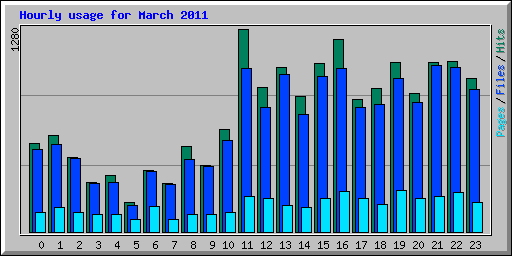 Hourly usage for March 2011
1280
Pages/Files/Hits
0 1 2 3 4 5 6 7 8 9 10 11 12 13 14 15 16 17 18 19 20 21 22 23